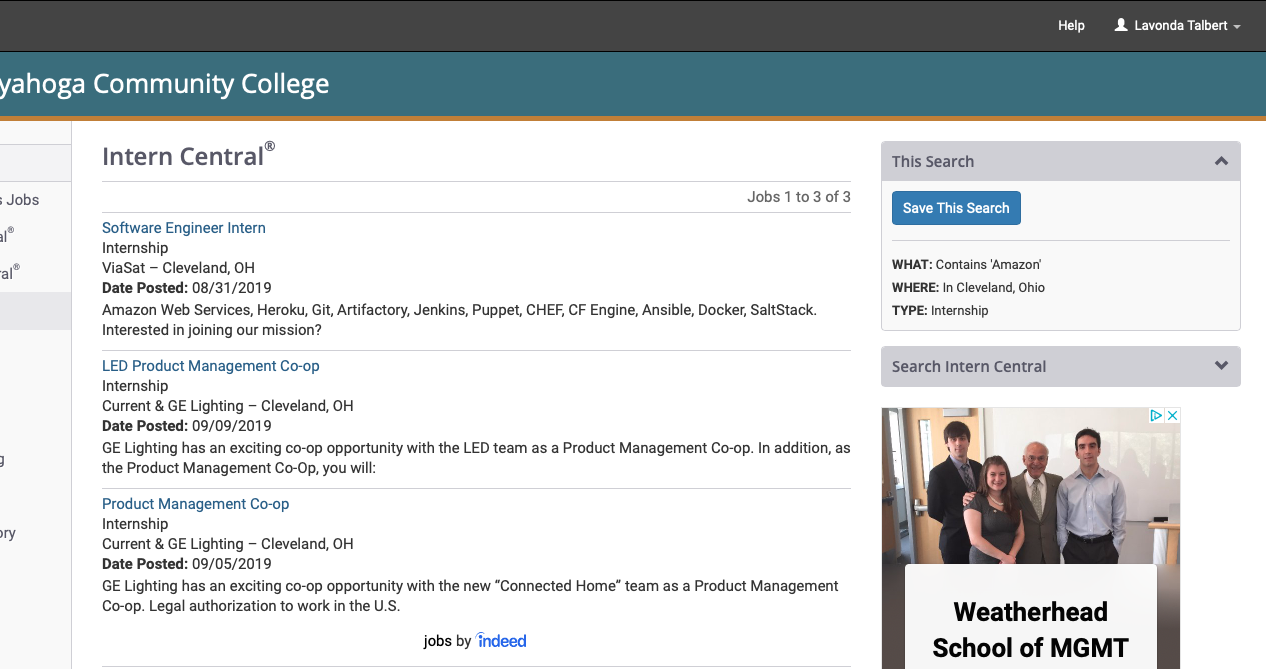 Help
Lavonda Talbert
yahoga Community College
s Jobs
al®
ral®
g
ory
Intern Central®
Jobs 1 to 3 of 3
Software Engineer Intern
Internship
ViaSat – Cleveland, OH
Date Posted: 08/31/2019
Amazon Web Services, Heroku, Git, Artifactory, Jenkins, Puppet, CHEF, CF Engine, Ansible, Docker, SaltStack.
Interested in joining our mission?
LED Product Management Co-op
Internship
Current & GE Lighting – Cleveland, OH
Date Posted: 09/09/2019
GE Lighting has an exciting co-op opportunity with the LED team as a Product Management Co-op. In addition, as
the Product Management Co-Op, you will:
Product Management Co-op
Internship
Current & GE Lighting – Cleveland, OH
Date Posted: 09/05/2019
GE Lighting has an exciting co-op opportunity with the new “Connected Home” team as a Product Management
Co-op. Legal authorization to work in the U.S.
jobs by indeed
This Search
Save This Search
WHAT: Contains 'Amazon'
WHERE: In Cleveland, Ohio
TYPE: Internship
Search Intern Central
Weatherhead
School of MGMT